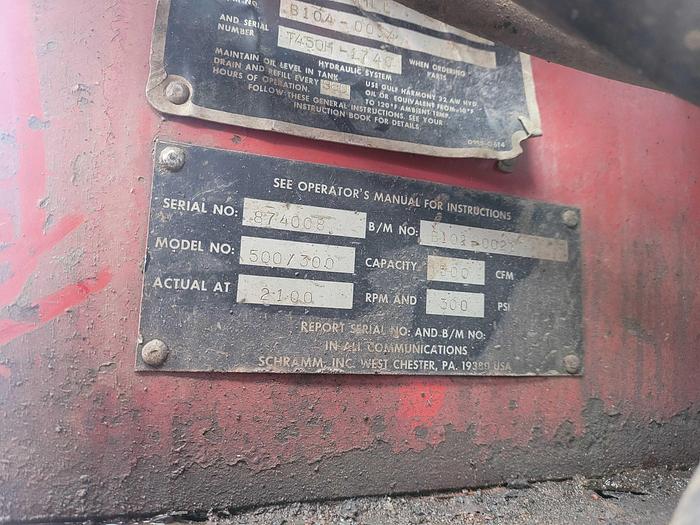 AND SERIAL
NUMBER T450H-1740 WHEN ORDERING
PARTS
HYDRAULIC SYSTEM
MAINTAIN OIL LEVEL IN TANK
DRAIN AND REFILL EVERY
HOURS OF OPERATION.
USE GULF HARMONY 32 AW HYD.
OIL OR EQUIVALENT FROM -10°F
TO 120°F AMBIENT TEMP.
FOLLOW THESE GENERAL INSTRUCTIONS. SEE YOUR
INSTRUCTION BOOK FOR DETAILS
SEE OPERATOR'S MANUAL FOR INSTRUCTIONS
SERIAL NO: 874008 B/M NO:
MODEL NO: 500/300 CAPACITY 500 CFM
ACTUAL AT 2100 RPM AND 300 PSI
REPORT SERIAL NO: AND B/M NO:
IN ALL COMMUNICATIONS
SCHRAMM, INC. WEST CHESTER, PA. 19380 USA